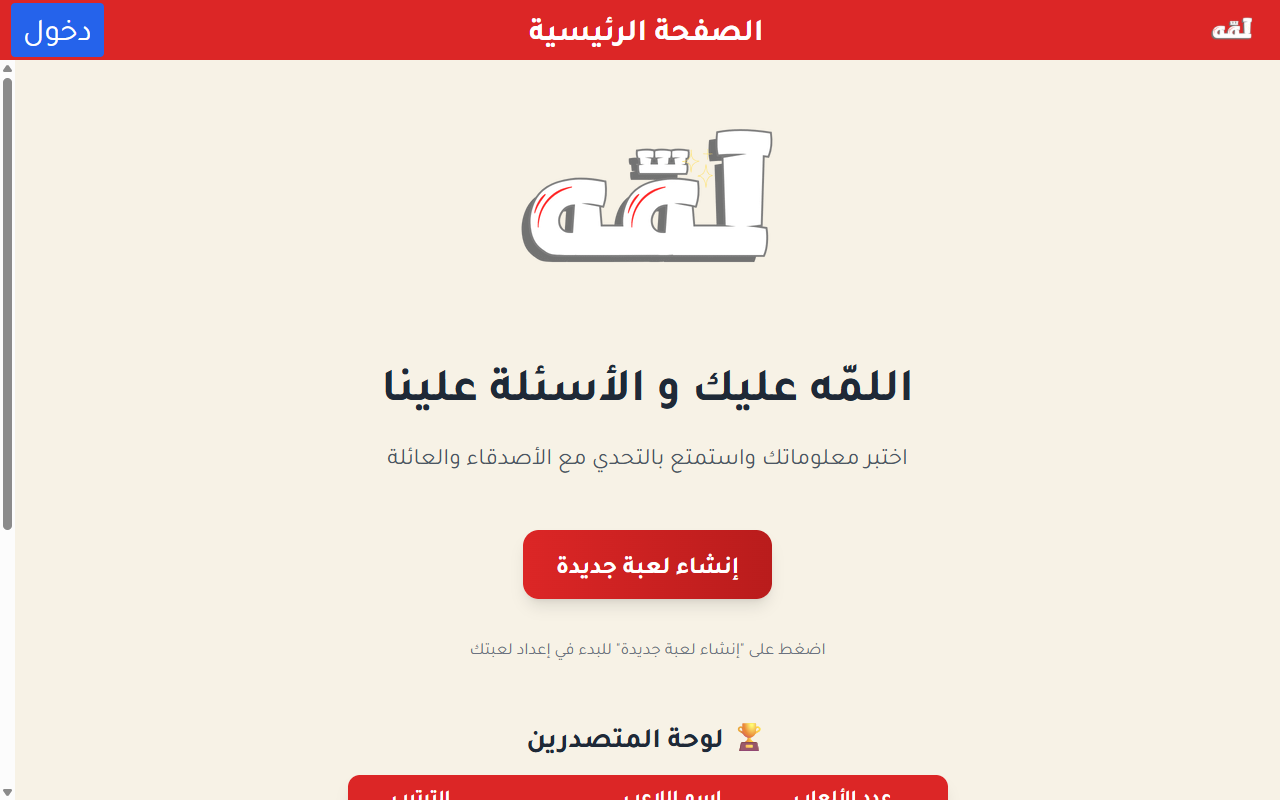 لمّه
الصفحة الرئيسية
دخول
لمّه
اللمّه عليك و الأسئلة علينا
اختبر معلوماتك واستمتع بالتحدي مع الأصدقاء والعائلة
إنشاء لعبة جديدة
اضغط على "إنشاء لعبة جديدة" للبدء في إعداد لعبتك
لوحة المتصدرين
عدد الألعاب اسم اللاعب الترتيب